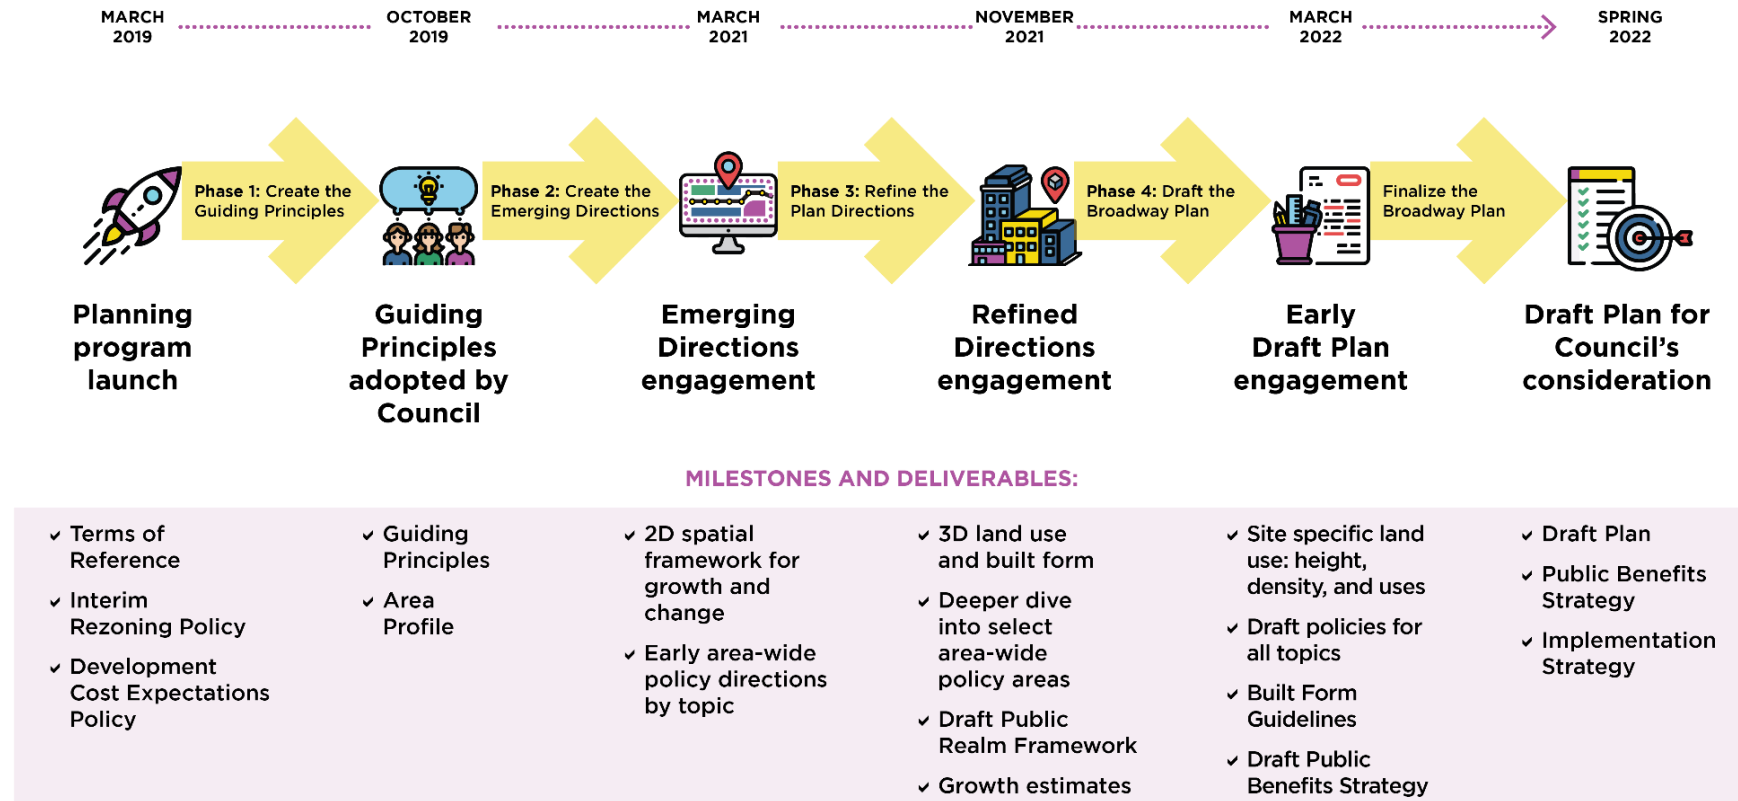 MARCH
2019
OCTOBER
2019
MARCH
2021
NOVEMBER
2021
MARCH
2022
SPRING
2022
Phase 1: Create the
Guiding Principles
Phase 2: Create the
Emerging Directions
Phase 3: Refine the
Plan Directions
Phase 4: Draft the
Broadway Plan
Finalize the
Broadway Plan
Planning
program
launch
Guiding
Principles
adopted by
Council
Emerging
Directions
engagement
Refined
Directions
engagement
Early
Draft Plan
engagement
Draft Plan for
Council's
consideration
MILESTONES AND DELIVERABLES:
Terms of
Reference
Interim
Rezoning Policy
Development
Cost Expectations
Policy
Guiding
Principles
Area
Profile
2D spatial
framework for
growth and
change
Early area-wide
policy directions
by topic
3D land use
and built form
Deeper dive
into select
area-wide
policy areas
Draft Public
Realm Framework
Growth estimates
Site specific land
use: height,
density, and uses
Draft policies for
all topics
Built Form
Guidelines
Draft Public
Benefits Strategy
Draft Plan
Public Benefits
Strategy
Implementation
Strategy